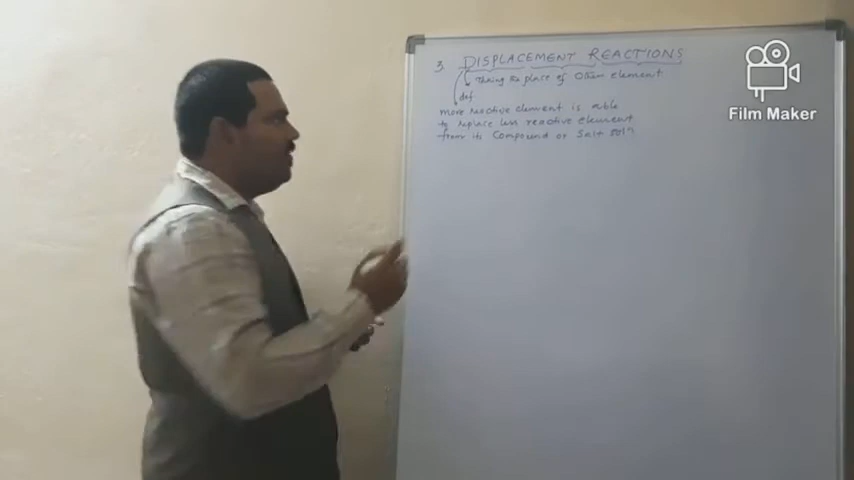 3. DISPLACEMENT REACTIONS
Taking the place of Other element
def
more reactive element is able
to replace less reactive element
from its Compound or Salt solⁿ
Film Maker